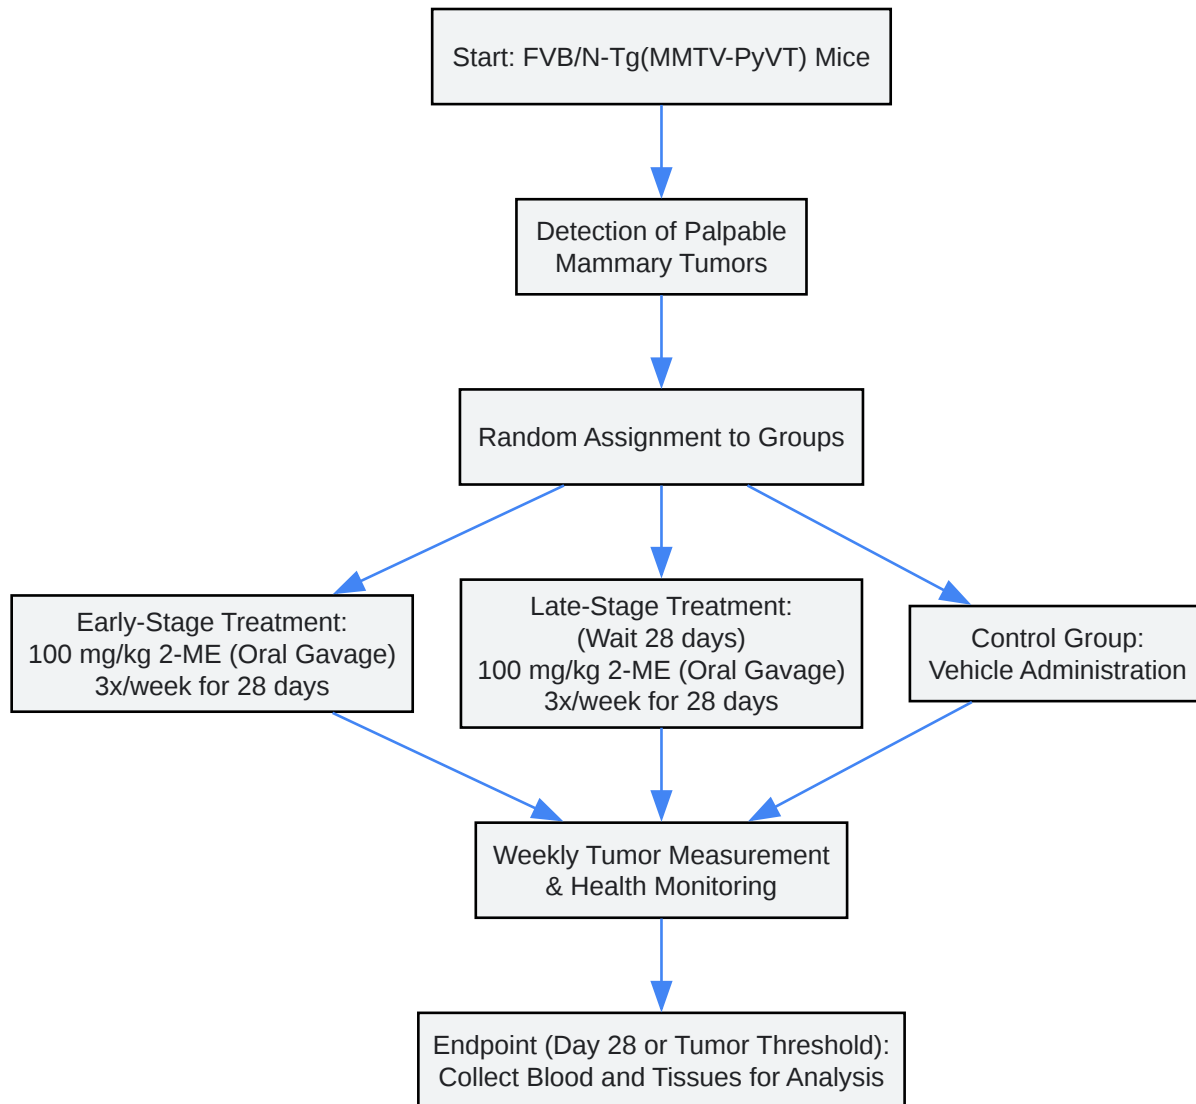 Start: FVB/N-Tg(MMTV-PyVT) Mice
Detection of Palpable
Mammary Tumors
Random Assignment to Groups
Early-Stage Treatment:
100 mg/kg 2-ME (Oral Gavage)
3x/week for 28 days
Late-Stage Treatment:
(Wait 28 days)
100 mg/kg 2-ME (Oral Gavage)
3x/week for 28 days
Control Group:
Vehicle Administration
Weekly Tumor Measurement
& Health Monitoring
Endpoint (Day 28 or Tumor Threshold):
Collect Blood and Tissues for Analysis